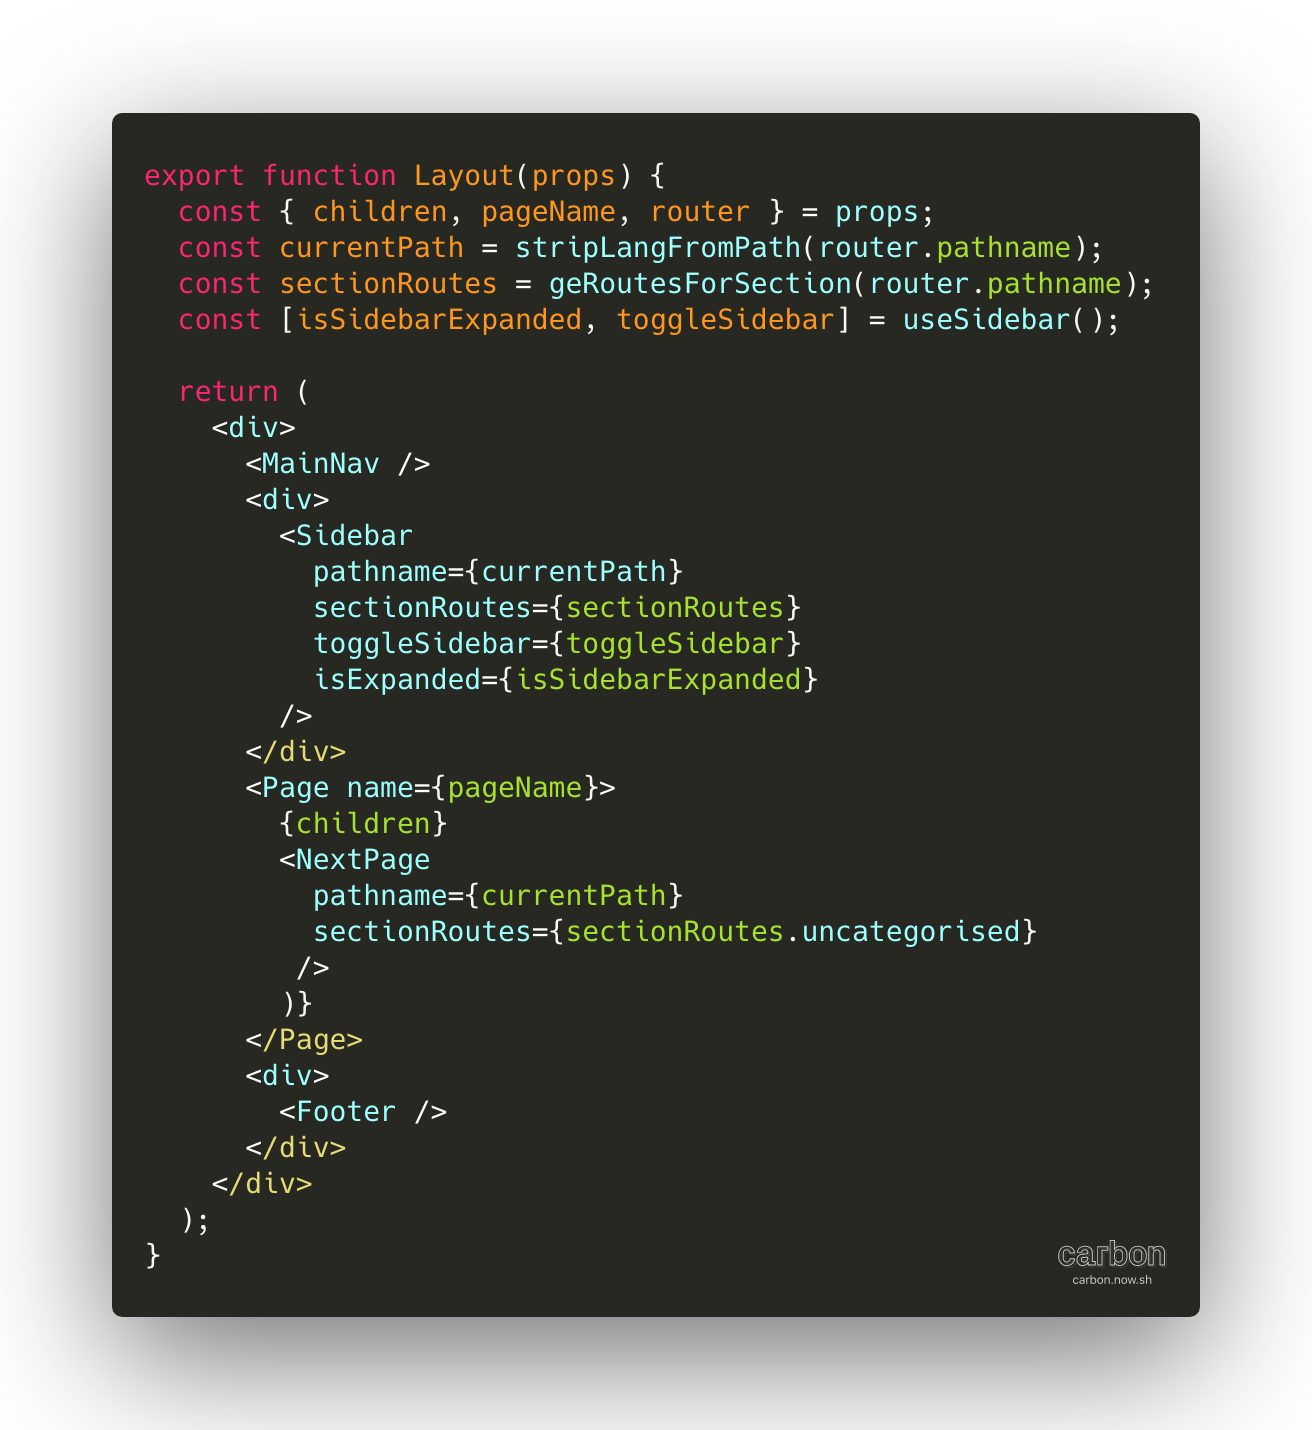 export function Layout(props) {
  const { children, pageName, router } = props;
  const currentPath = stripLangFromPath(router.pathname);
  const sectionRoutes = geRoutesForSection(router.pathname);
  const [isSidebarExpanded, toggleSidebar] = useSidebar();

  return (
    <div>
      <MainNav />
      <div>
        <Sidebar
          pathname={currentPath}
          sectionRoutes={sectionRoutes}
          toggleSidebar={toggleSidebar}
          isExpanded={isSidebarExpanded}
        />
      </div>
      <Page name={pageName}>
        {children}
        <NextPage
          pathname={currentPath}
          sectionRoutes={sectionRoutes.uncategorised}
         />
        )}
      </Page>
      <div>
        <Footer />
      </div>
    </div>
  );
}
carbon
carbon.now.sh